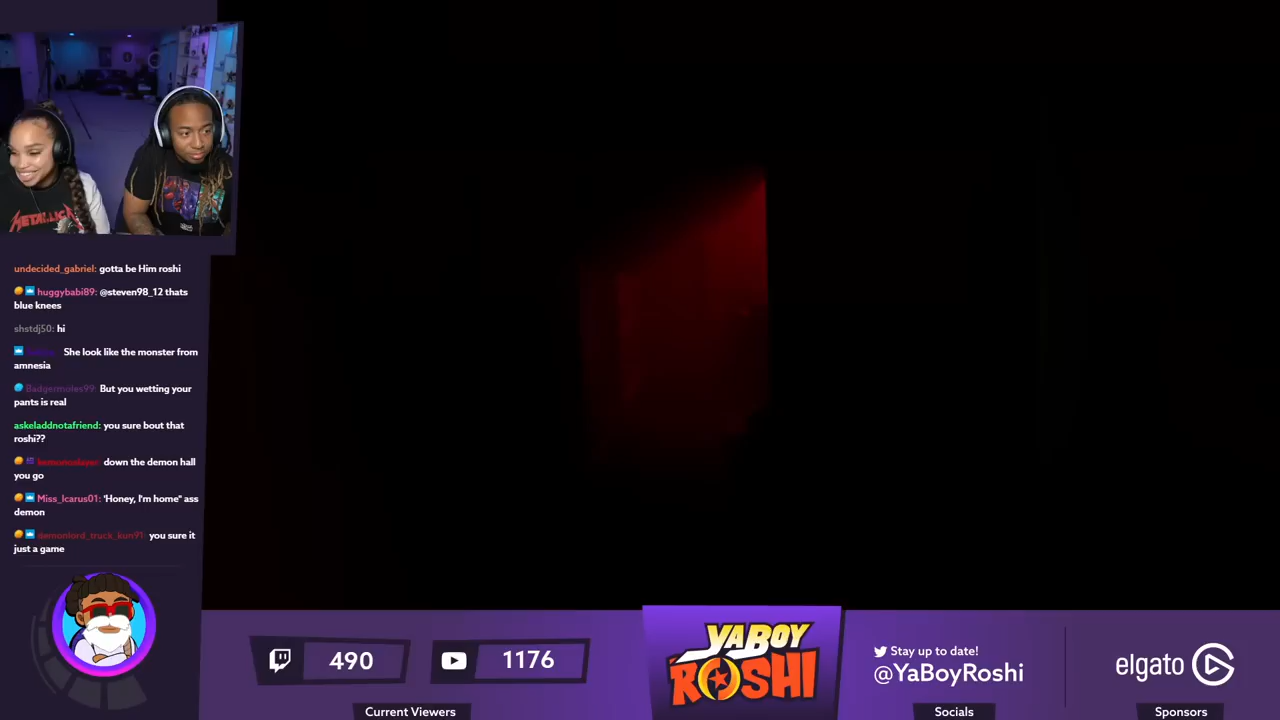 METALLICA
undecided_gabriel: gotta be Him roshi
huggybabi89: @steven98_12 thats
blue knees
shstdj50: hi
She look like the monster from
amnesia
Badgermoles99: But you wetting your
pants is real
askeladdnotafriend: you sure bout that
roshi??
down the demon hall
you go
Miss_Icarus01: 'Honey, I'm home" ass
demon
demonlord_truck_kun91 you sure it
just a game
490
1176
Current Viewers
YABOY
ROSHI
Stay up to date!
@YaBoyRoshi
Socials
elgato
Sponsors